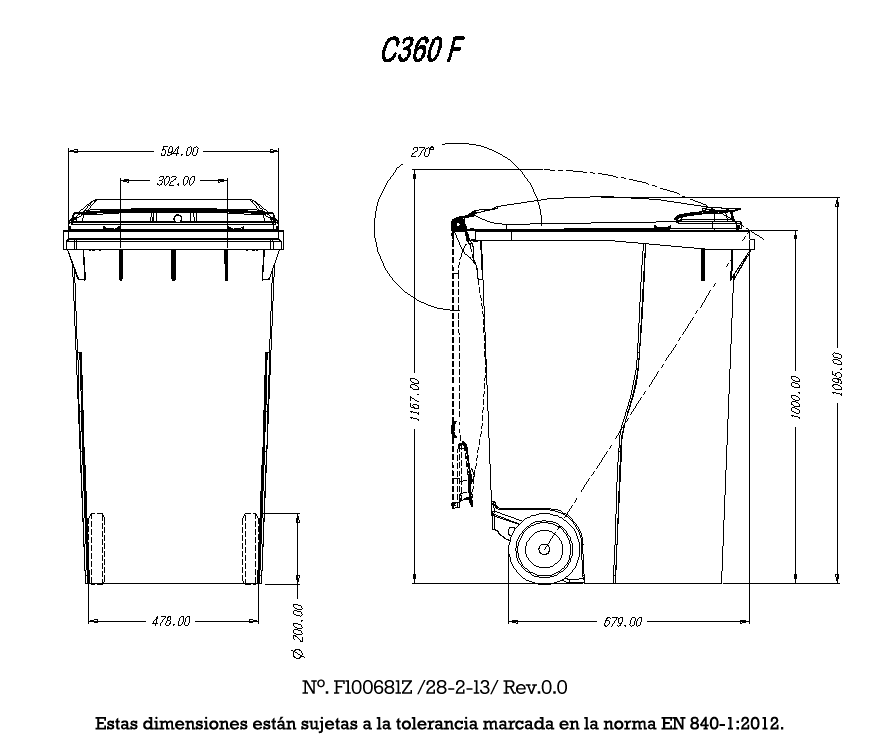 C360 F
594.00
270°
302.00
1167.00
1000.00
1095.00
478.00
Ø 200.00
679.00
Nº. F100681Z /28-2-13/ Rev.0.0
Estas dimensiones están sujetas a la tolerancia marcada en la norma EN 840-1:2012.